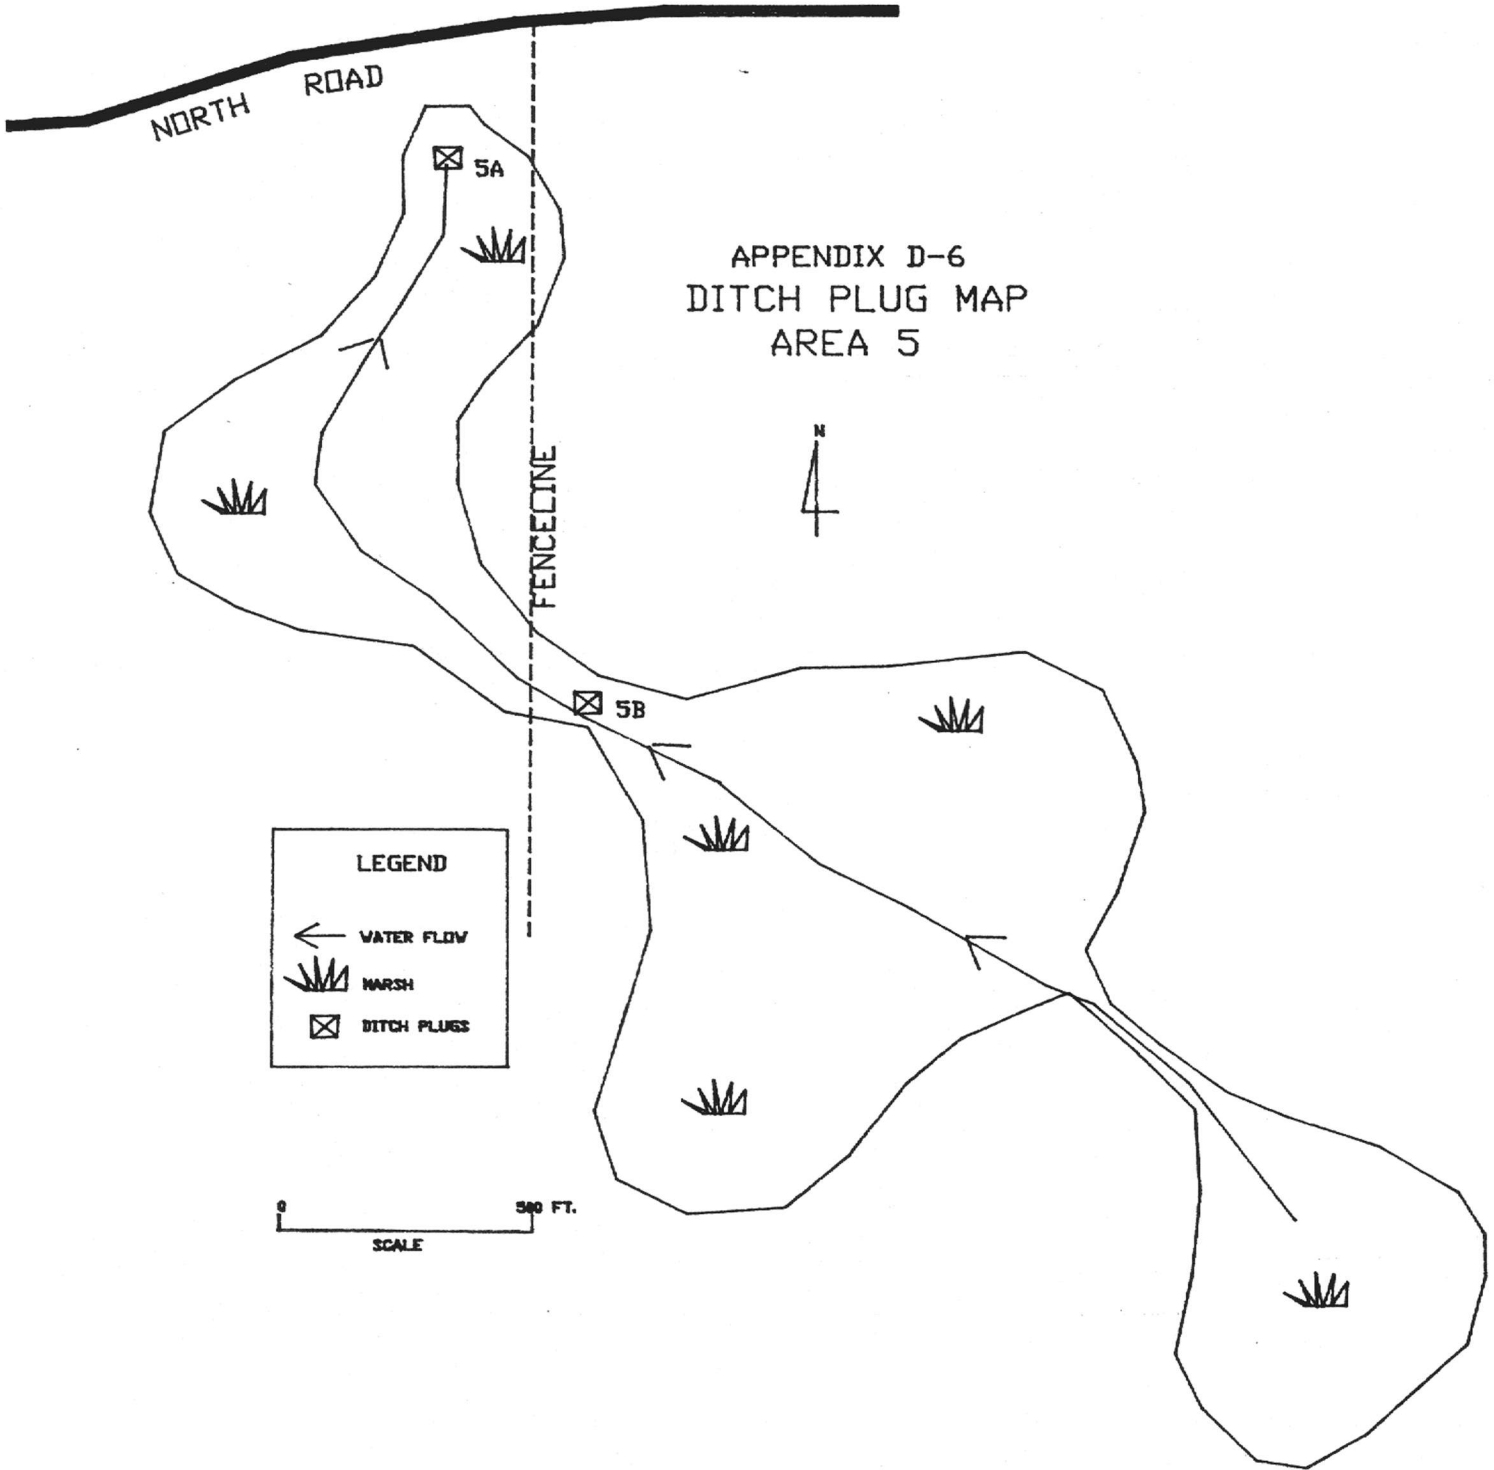 NORTH ROAD
5A
APPENDIX D-6
DITCH PLUG MAP
AREA 5
N
FENCELINE
5B
LEGEND
WATER FLOW
MARSH
DITCH PLUGS
0 500 FT.
SCALE